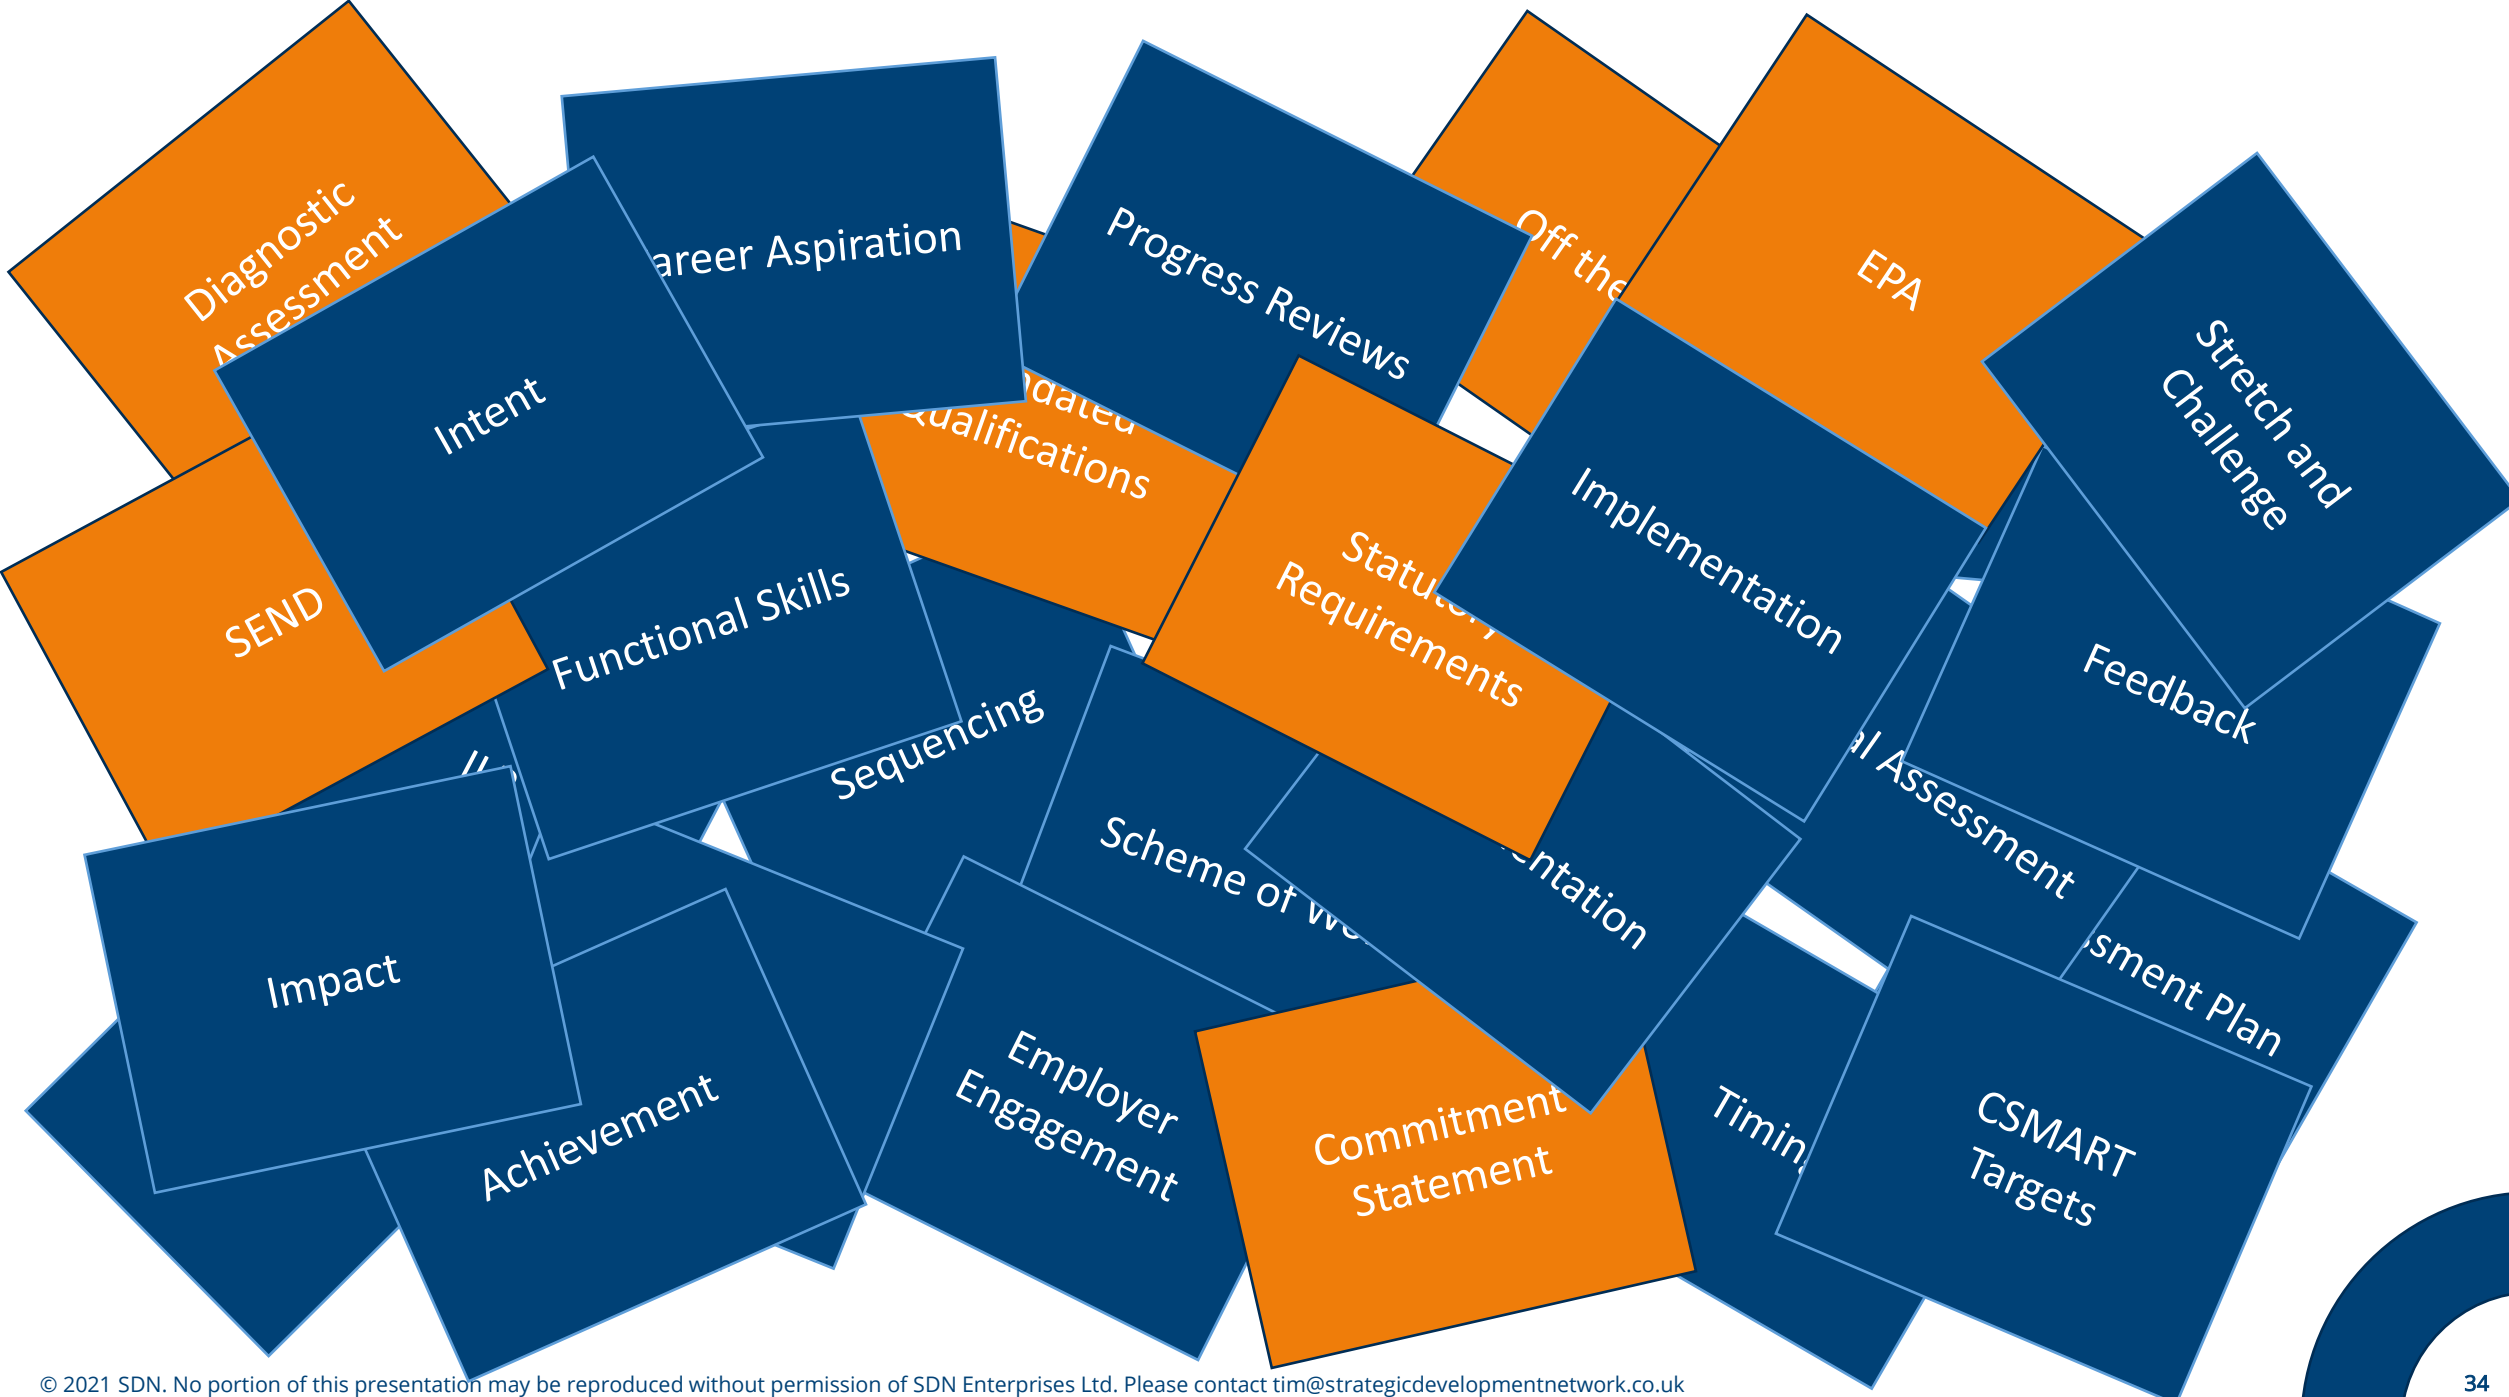 Diagnostic
Assessment
areer Aspiration
Progress Reviews
Off the
EPA
Stretch and
Challenge
Intent
Qualifications
Implementation
SEND
Functional Skills
Requirements
Feedback
Sequencing
Scheme of
ntation
al Assessment
sment Plan
Impact
Achievement
Employer
Engagement
Commitment
Statement
CSMART
Targets
© 2021 SDN. No portion of this presentation may be reproduced without permission of SDN Enterprises Ltd. Please contact tim@strategicdevelopmentnetwork.co.uk
34